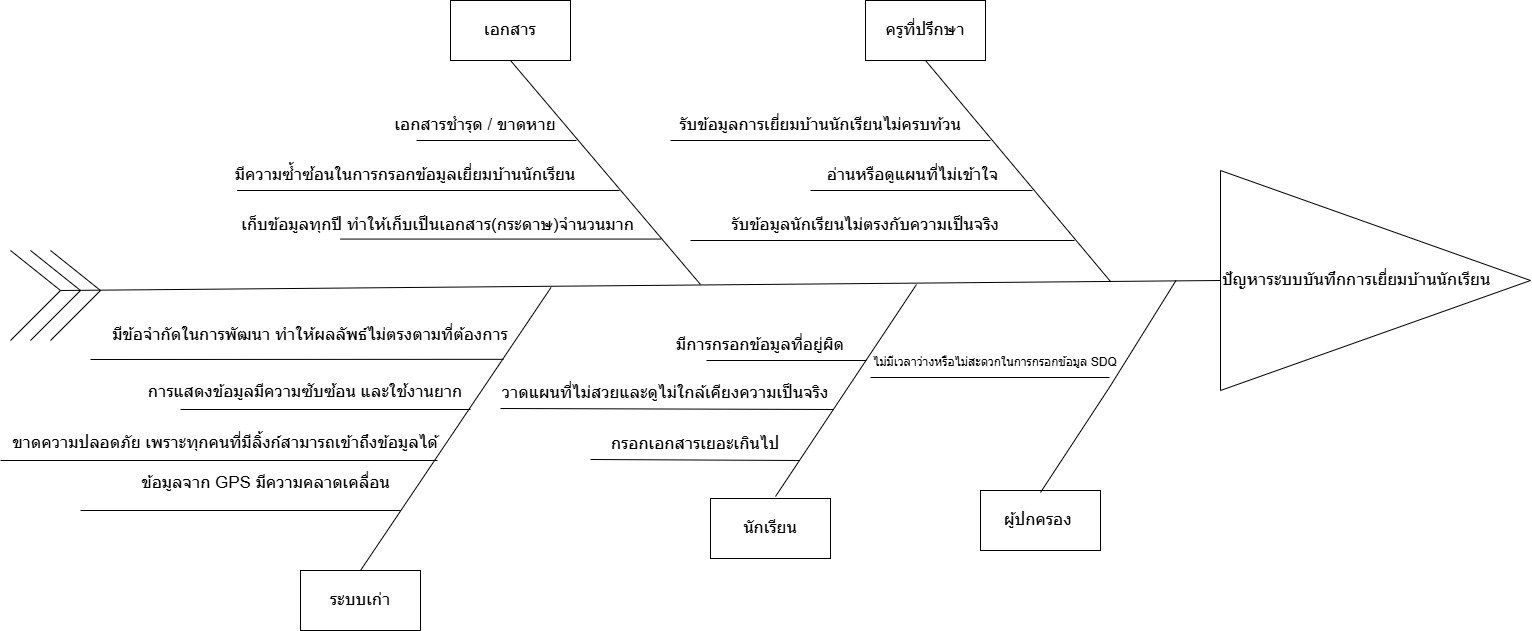 เอกสาร
ครูที่ปรึกษา
เอกสารชำรุด / ขาดหาย
รับข้อมูลการเยี่ยมบ้านนักเรียนไม่ครบท้วน
มีความซ้ำซ้อนในการกรอกข้อมูลเยี่ยมบ้านนักเรียน
อ่านหรือดูแผนที่ไม่เข้าใจ
เก็บข้อมูลทุกปี ทำให้เก็บเป็นเอกสาร(กระดาษ)จำนวนมาก
รับข้อมูลนักเรียนไม่ตรงกับความเป็นจริง
ปัญหาระบบบันทึกการเยี่ยมบ้านนักเรียน
มีข้อจำกัดในการพัฒนา ทำให้ผลลัพธ์ไม่ตรงตามที่ต้องการ
มีการกรอกข้อมูลที่อยู่ผิด
ไม่มีเวลาว่างหรือไม่สะดวกในการกรอกข้อมูล SDQ
การแสดงข้อมูลมีความซับซ้อน และใช้งานยาก
วาดแผนที่ไม่สวยและดูไม่ใกล้เคียงความเป็นจริง
ขาดความปลอดภัย เพราะทุกคนที่มีลิ้งก์สามารถเข้าถึงข้อมูลได้
กรอกเอกสารเยอะเกินไป
ข้อมูลจาก GPS มีความคลาดเคลื่อน
นักเรียน
ผู้ปกครอง
ระบบเก่า